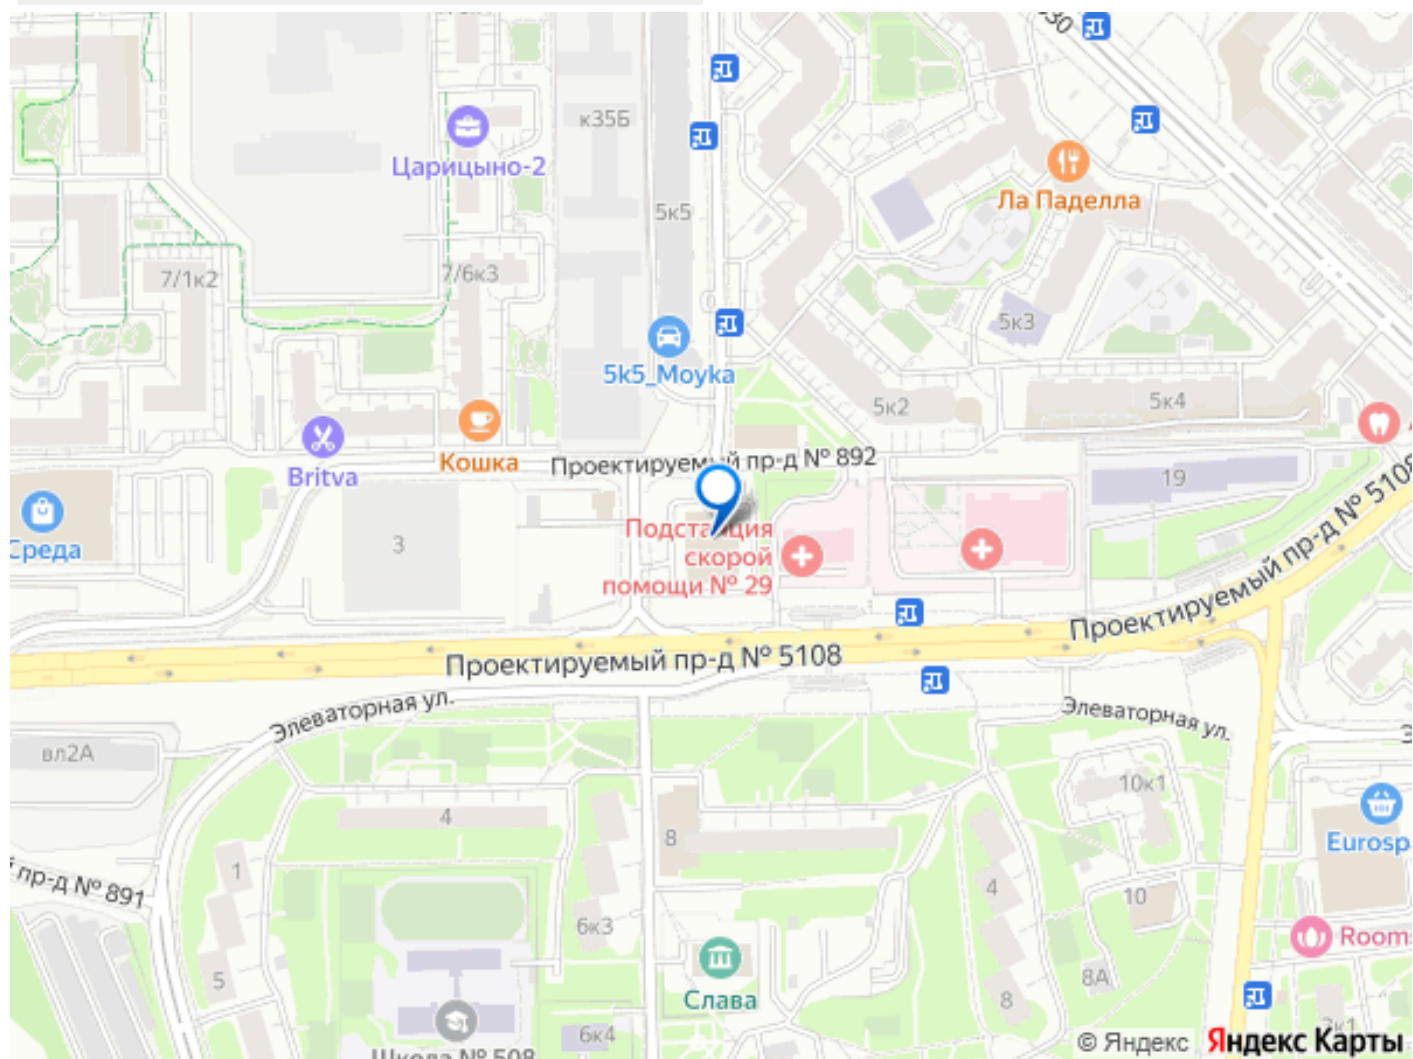 к35Б
Царицыно-2
Ла Паделла
5к5
7/1к2
7/6к3
5к3
5k5_Moyka
5к2
5к4
Britva
Кошка
Проектируемый пр-д № 892
19
Среда
3
Подстанция
скорой
помощи № 29
Проектируемый пр-д № 5108
Проектируемый пр-д № 5108
Элеваторная ул.
Элеваторная ул.
вл2А
10к1
4
8
Eurosp
1
пр-д № 891
4
10
6к3
Rooms
5
8А
Слава
8
6к4
Школа № 508
© Яндекс Яндекс Карты